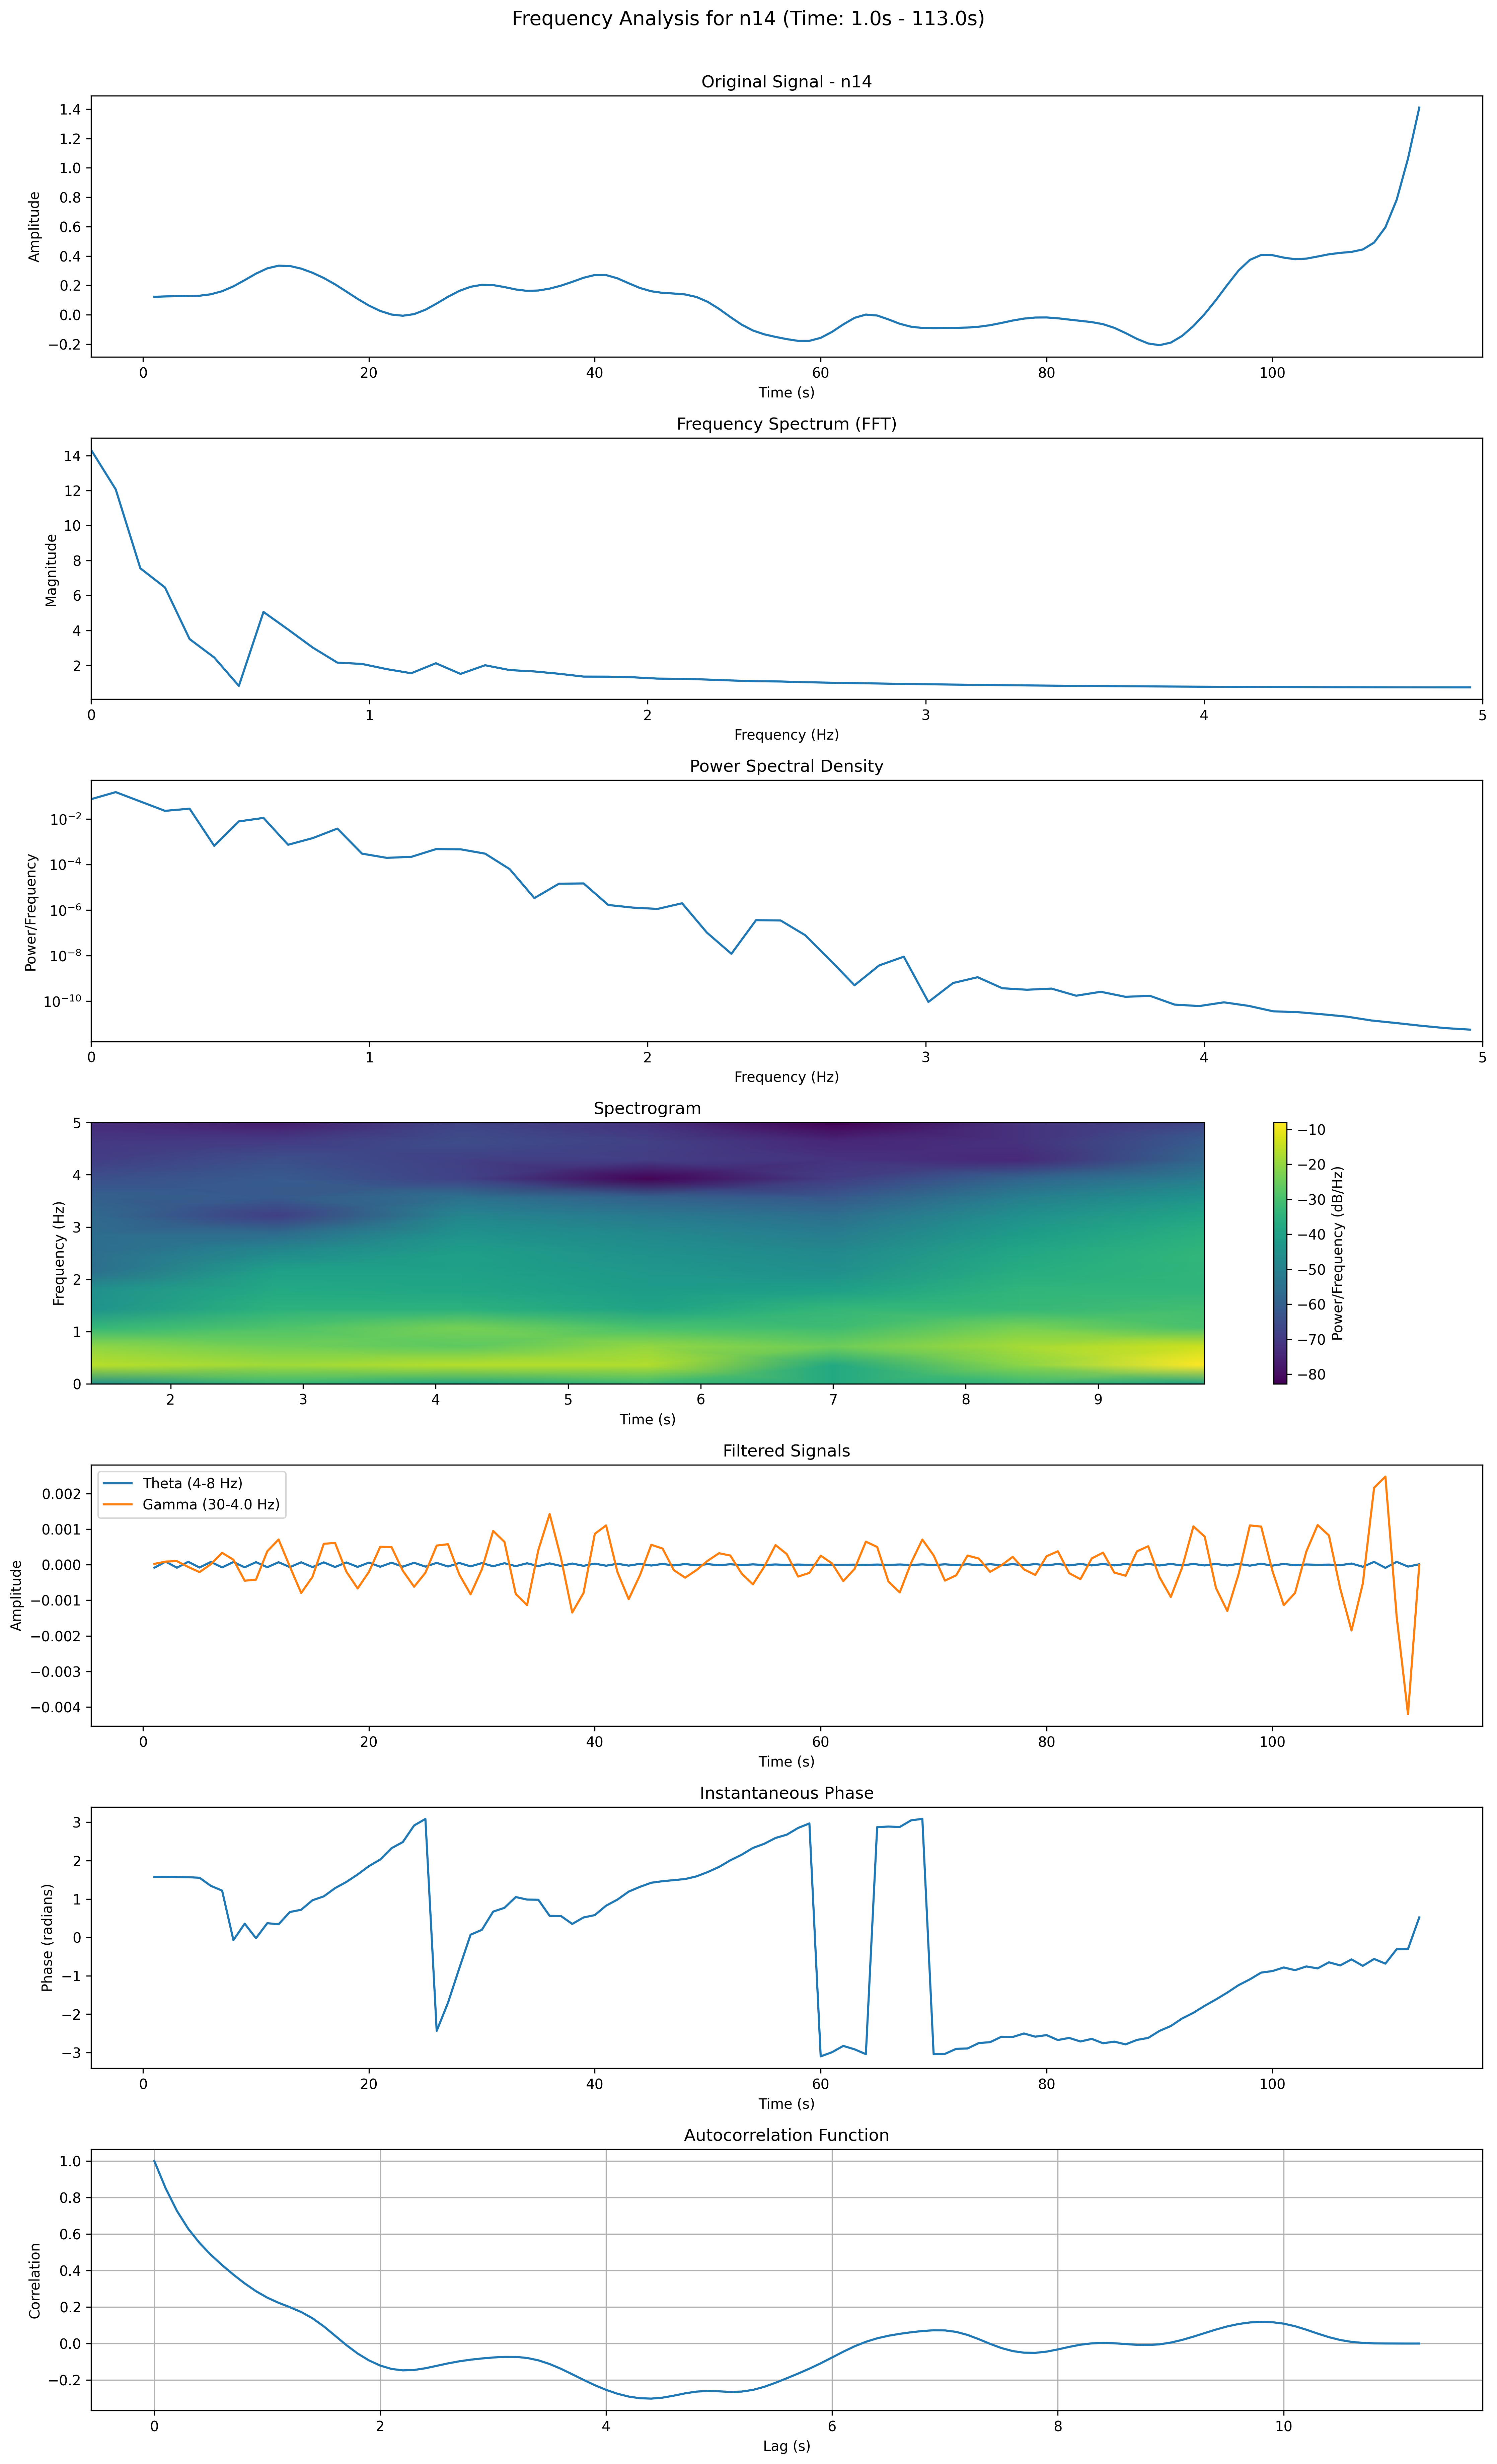 Frequency Analysis for n14 (Time: 1.0s - 113.0s)
Original Signal - n14
Amplitude
1.4
1.2
1.0
0.8
0.6
0.4
0.2
0.0
−0.2
0 20 40 60 80 100
Time (s)
Frequency Spectrum (FFT)
Magnitude
14
12
10
8
6
4
2
0 1 2 3 4 5
Frequency (Hz)
Power Spectral Density
Power/Frequency
10⁻²
10⁻⁴
10⁻⁶
10⁻⁸
10⁻¹⁰
0 1 2 3 4 5
Frequency (Hz)
Spectrogram
Frequency (Hz)
5
4
3
2
1
0
2 3 4 5 6 7 8 9
Time (s)
−10
−20
−30
−40
−50
−60
−70
−80
Power/Frequency (dB/Hz)
Filtered Signals
Theta (4-8 Hz)
Gamma (30-4.0 Hz)
Amplitude
0.002
0.001
0.000
−0.001
−0.002
−0.003
−0.004
0 20 40 60 80 100
Time (s)
Instantaneous Phase
Phase (radians)
3
2
1
0
−1
−2
−3
0 20 40 60 80 100
Time (s)
Autocorrelation Function
Correlation
1.0
0.8
0.6
0.4
0.2
0.0
−0.2
0 2 4 6 8 10
Lag (s)